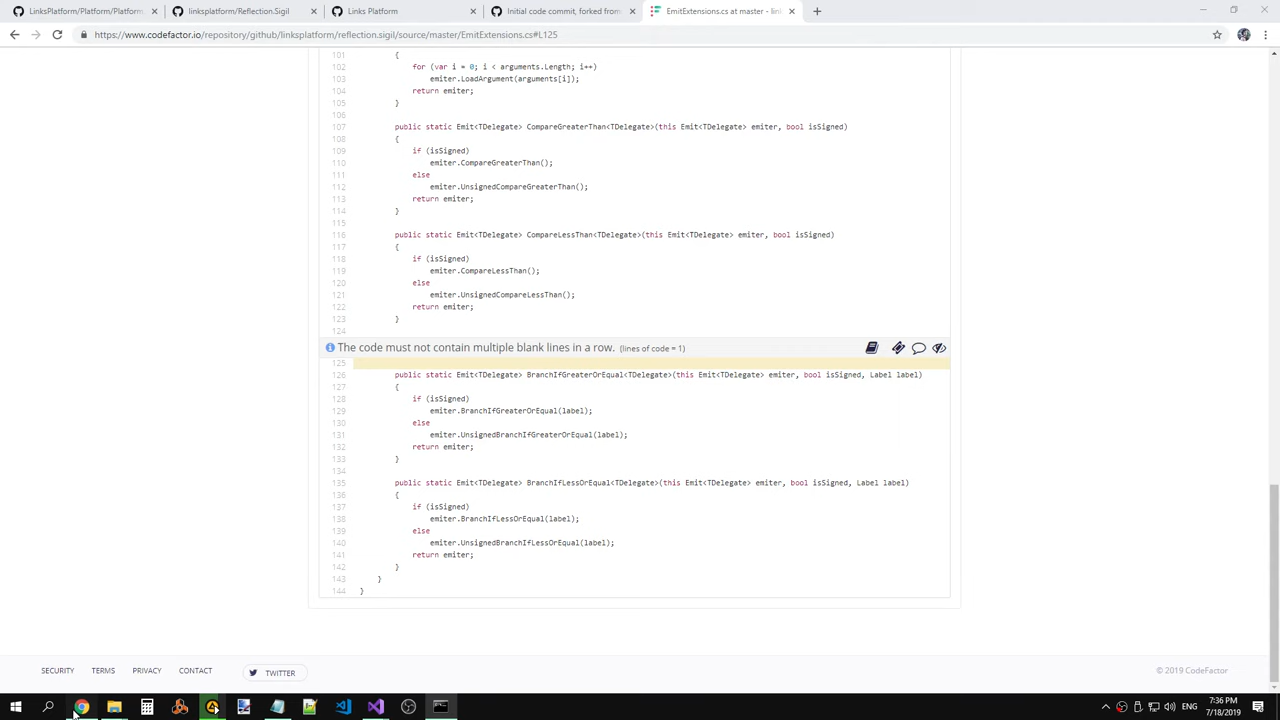 LinksPlatform/Platform/Platform
linksplatform/Reflection.Sigil
Links Platform
Initial code commit, forked from
EmitExtensions.cs at master - lin
https://www.codefactor.io/repository/github/linksplatform/reflection.sigil/source/master/EmitExtensions.cs#L125
101 {
102 for (var i = 0; i < arguments.Length; i++)
103 emiter.LoadArgument(arguments[i]);
104 return emiter;
105 }
106
107 public static Emit<TDelegate> CompareGreaterThan<TDelegate>(this Emit<TDelegate> emiter, bool isSigned)
108 {
109 if (isSigned)
110 emiter.CompareGreaterThan();
111 else
112 emiter.UnsignedCompareGreaterThan();
113 return emiter;
114 }
115
116 public static Emit<TDelegate> CompareLessThan<TDelegate>(this Emit<TDelegate> emiter, bool isSigned)
117 {
118 if (isSigned)
119 emiter.CompareLessThan();
120 else
121 emiter.UnsignedCompareLessThan();
122 return emiter;
123 }
124
The code must not contain multiple blank lines in a row. (lines of code = 1)
125
126 public static Emit<TDelegate> BranchIfGreaterOrEqual<TDelegate>(this Emit<TDelegate> emiter, bool isSigned, Label label)
127 {
128 if (isSigned)
129 emiter.BranchIfGreaterOrEqual(label);
130 else
131 emiter.UnsignedBranchIfGreaterOrEqual(label);
132 return emiter;
133 }
134
135 public static Emit<TDelegate> BranchIfLessOrEqual<TDelegate>(this Emit<TDelegate> emiter, bool isSigned, Label label)
136 {
137 if (isSigned)
138 emiter.BranchIfLessOrEqual(label);
139 else
140 emiter.UnsignedBranchIfLessOrEqual(label);
141 return emiter;
142 }
143 }
144 }
SECURITY TERMS PRIVACY CONTACT TWITTER © 2019 CodeFactor
ENG 7:36 PM
7/18/2019